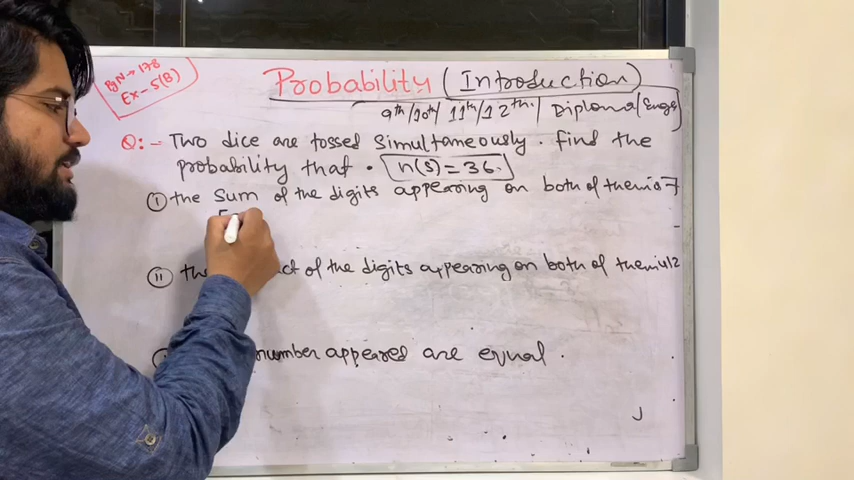 Pg N → 178
Ex - 5(B)
Probability (Introduction)
9th/10th/ 11th/12th./ Diploma/Engg
Q:- Two dice are tossed simultaneously. find the
probability that . n(S) = 36.
(i) the sum of the digits appearing on both of them is 7
(ii) the of the digits appearing on both of them is 12
number appeared are equal.